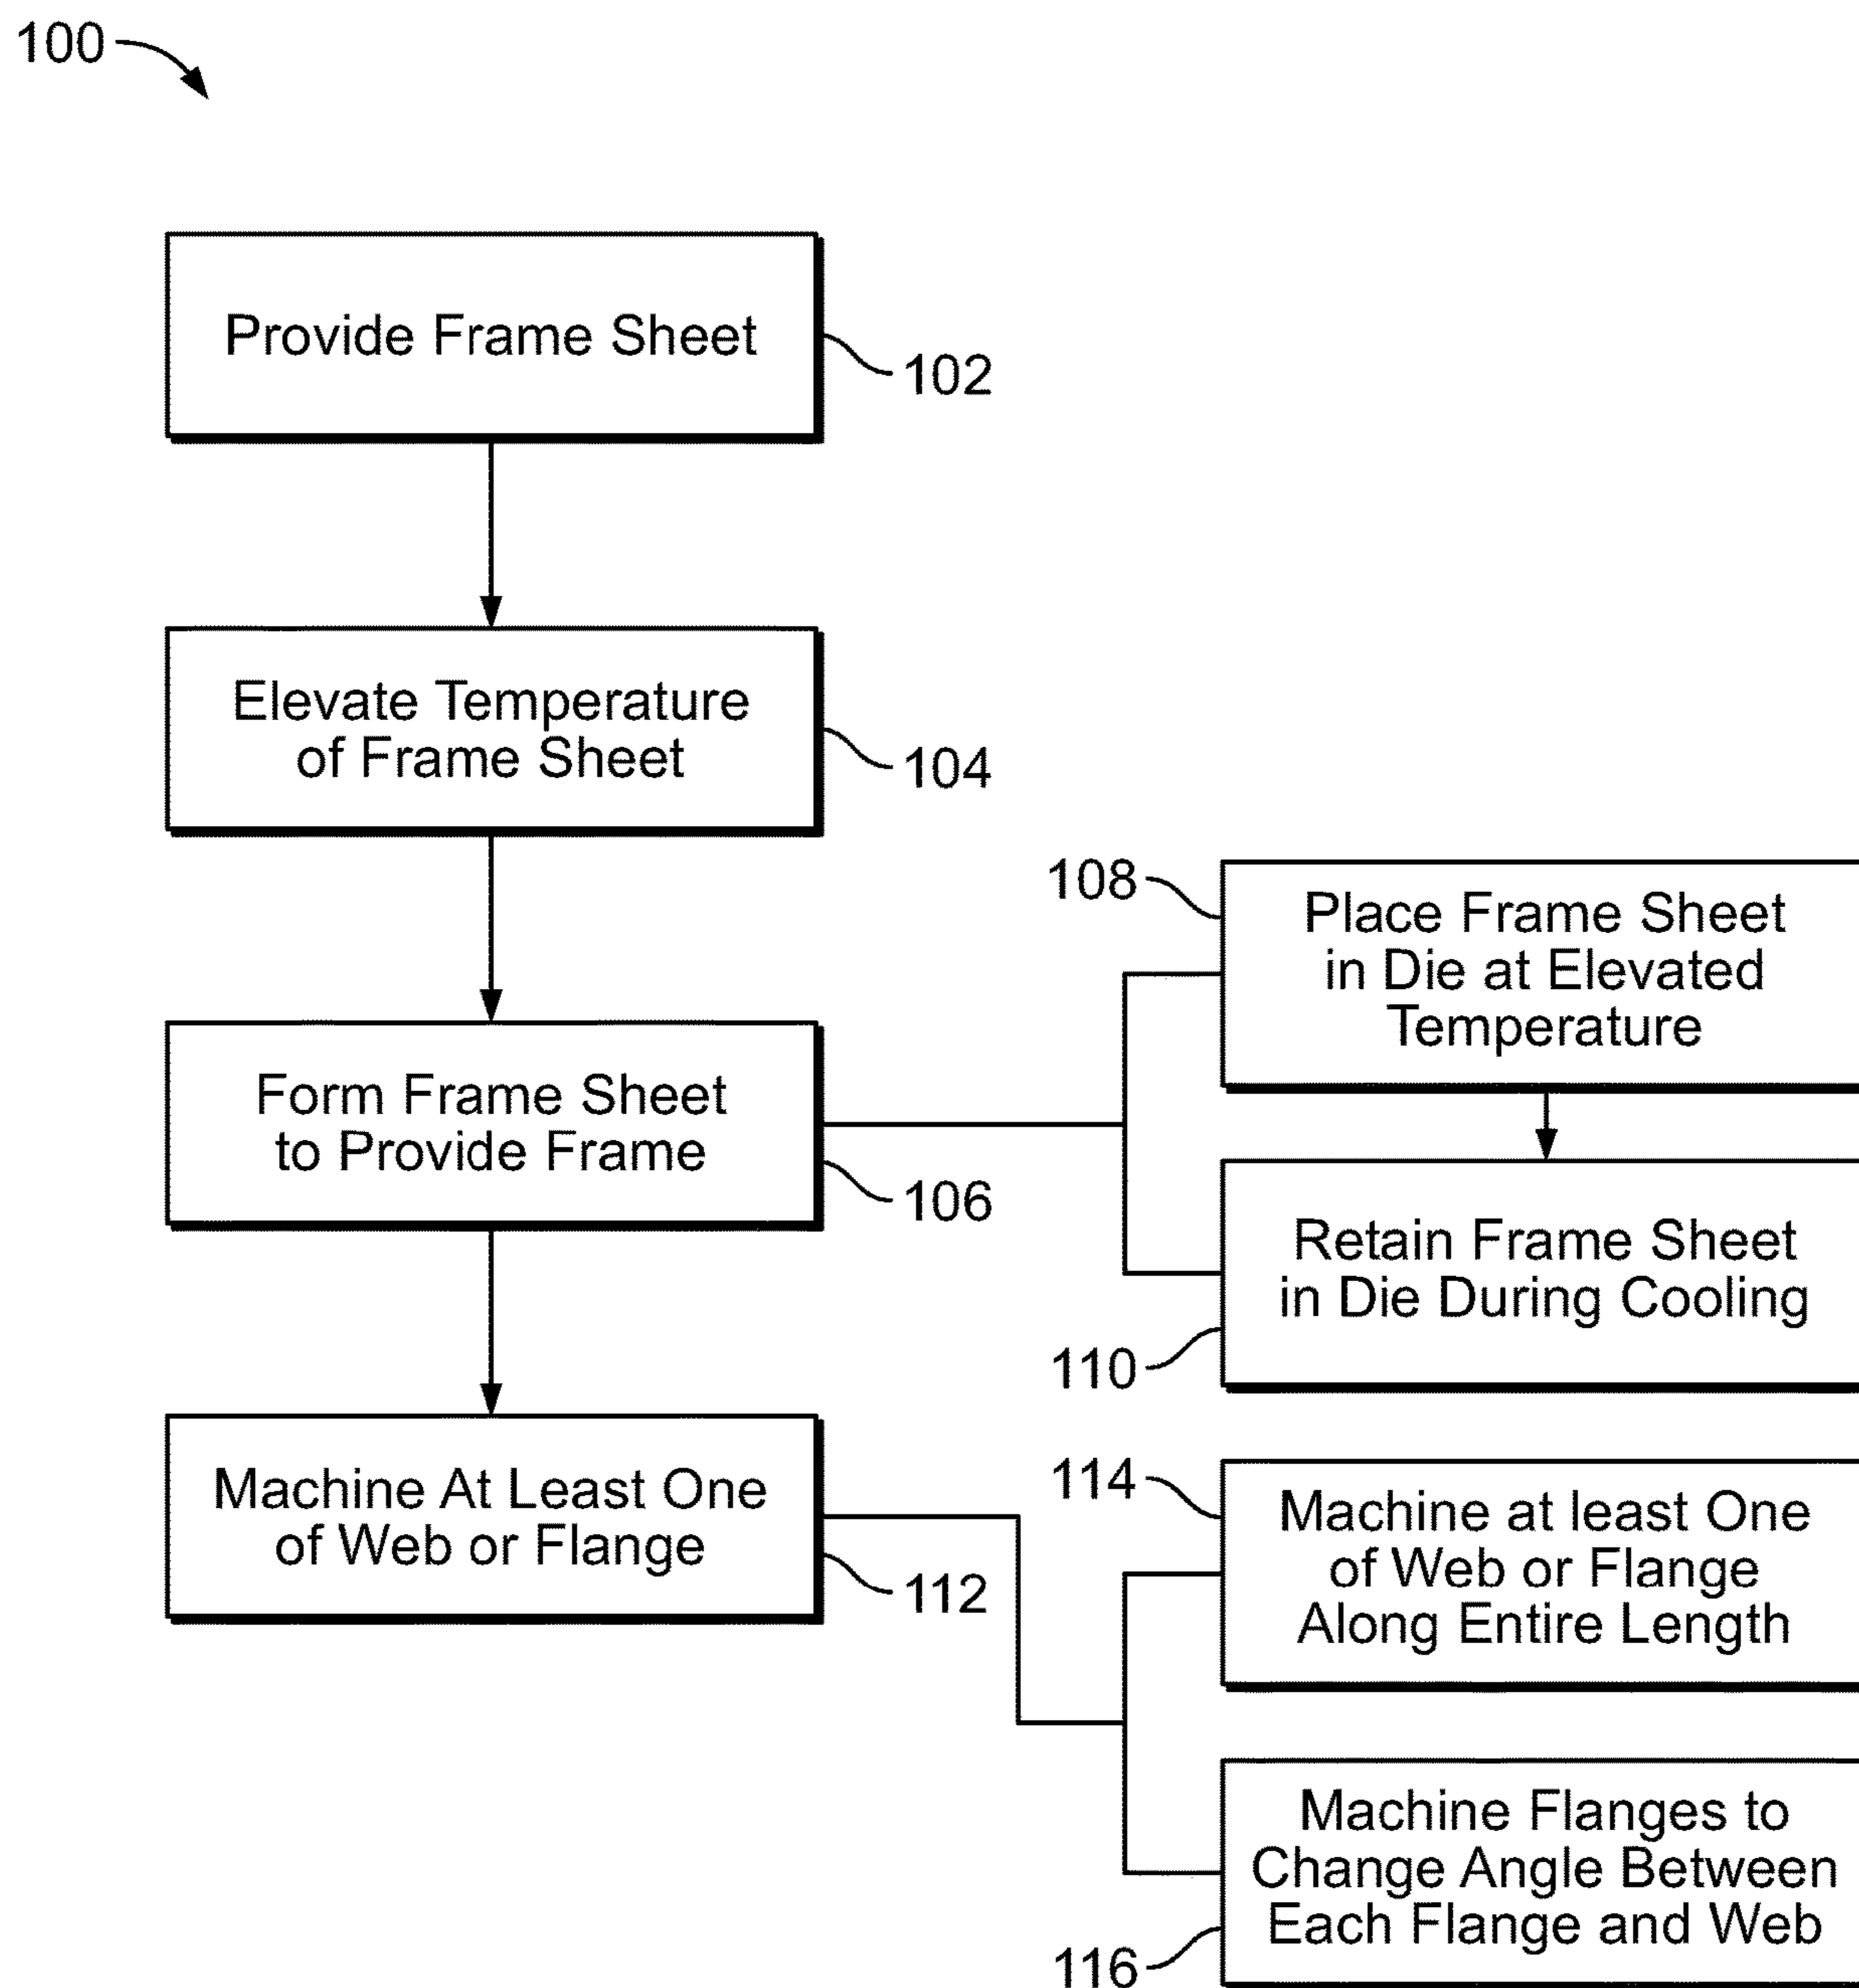 100
Provide Frame Sheet
102
Elevate Temperature
of Frame Sheet
104
Form Frame Sheet
to Provide Frame
106
108
Place Frame Sheet
in Die at Elevated
Temperature
Retain Frame Sheet
in Die During Cooling
110
Machine At Least One
of Web or Flange
112
114
Machine at least One
of Web or Flange
Along Entire Length
Machine Flanges to
Change Angle Between
Each Flange and Web
116